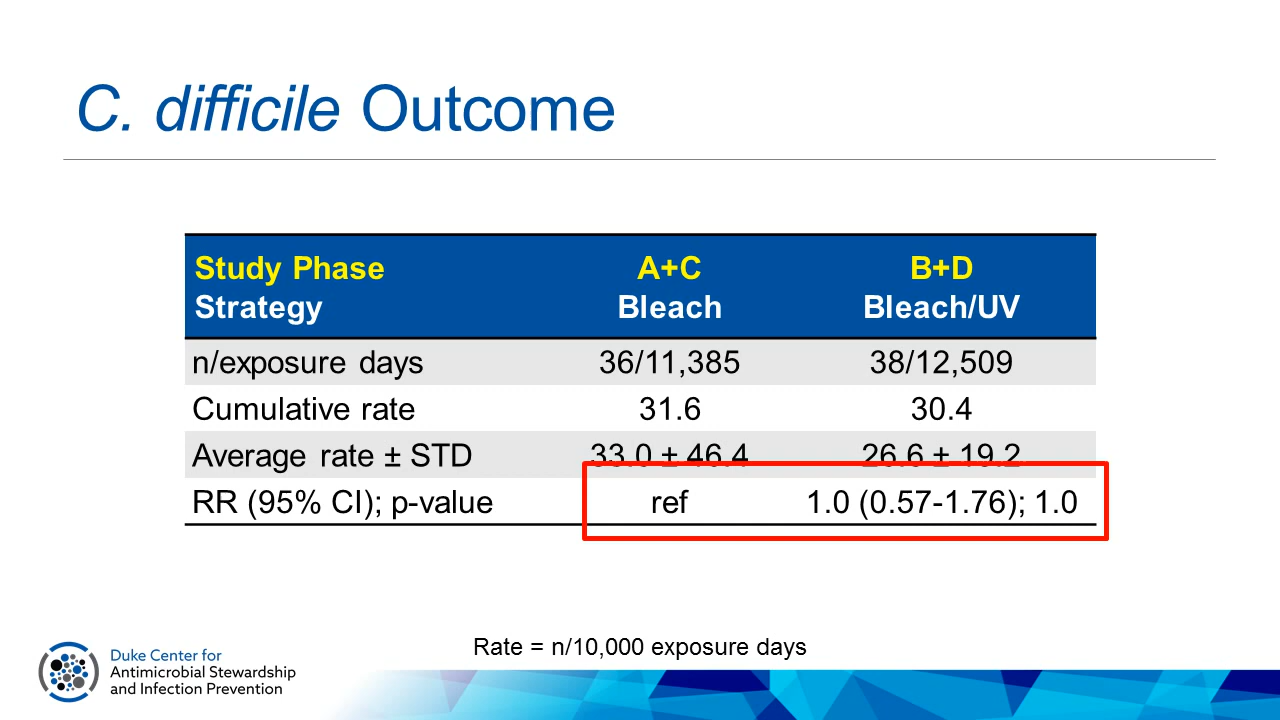 C. difficile Outcome
Study Phase A+C B+D
Strategy Bleach Bleach/UV
n/exposure days 36/11,385 38/12,509
Cumulative rate 31.6 30.4
Average rate ± STD 33.0 ± 46.4 26.6 ± 19.2
RR (95% CI); p-value ref 1.0 (0.57-1.76); 1.0
Rate = n/10,000 exposure days
Duke Center for
Antimicrobial Stewardship
and Infection Prevention